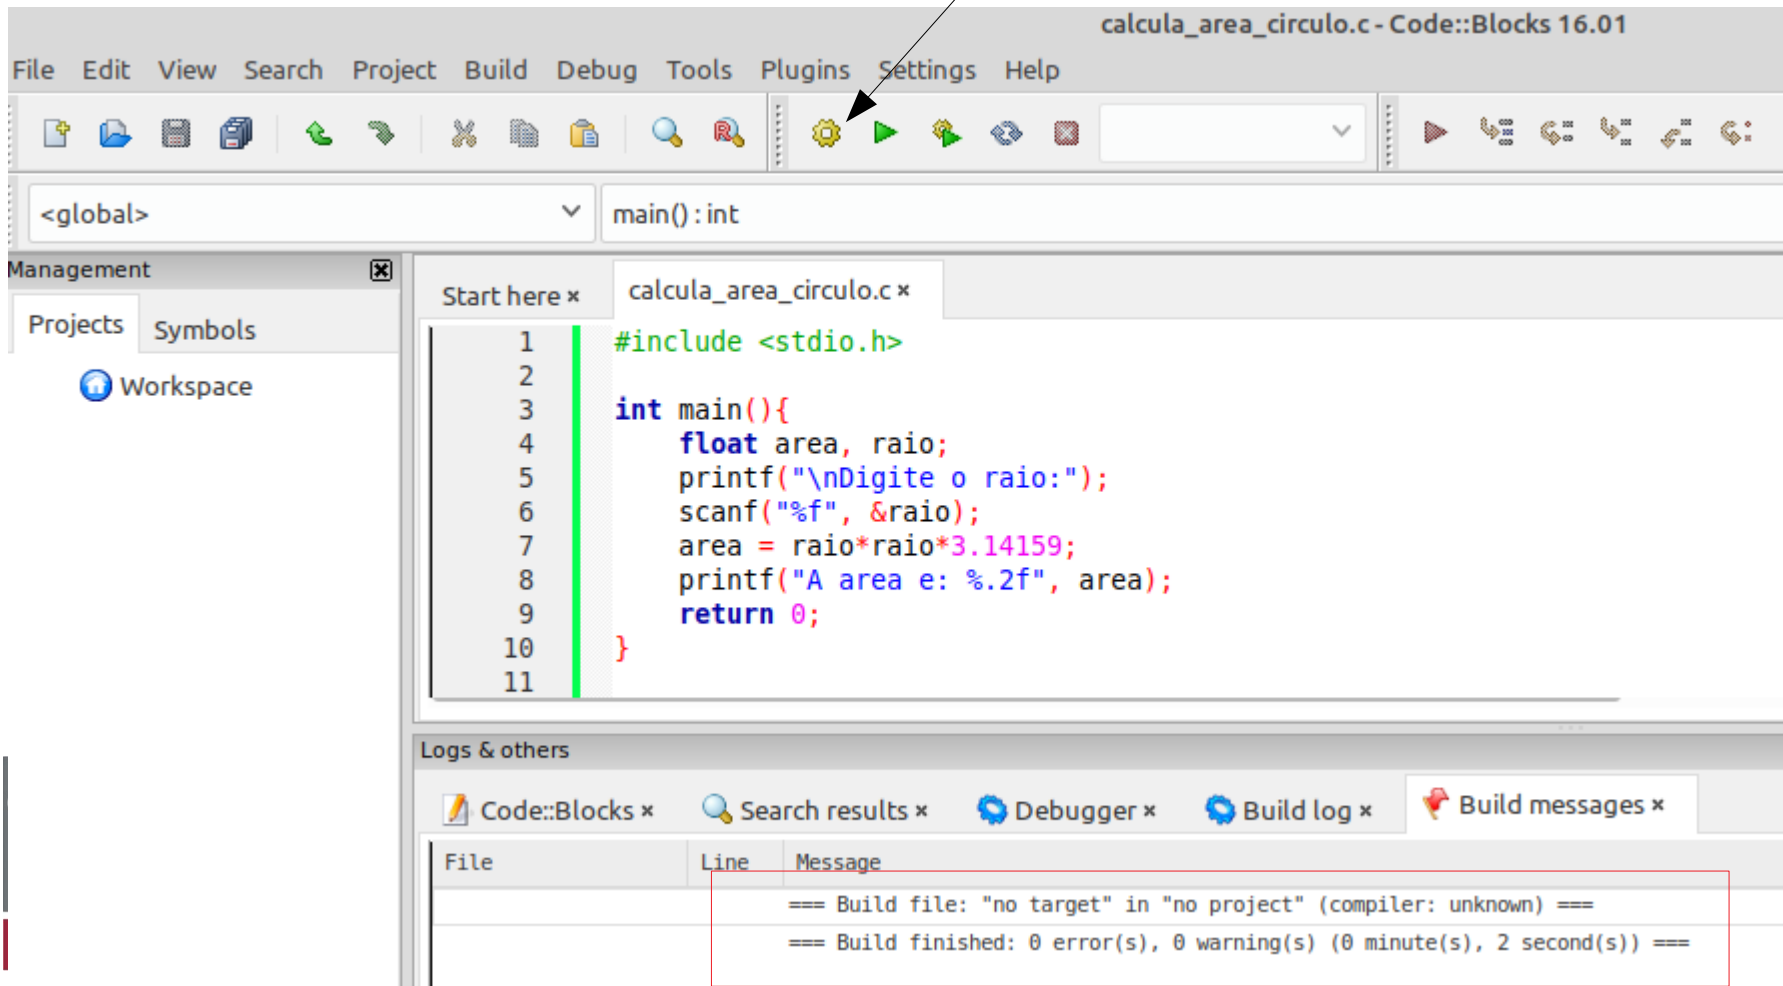 calcula_area_circulo.c - Code::Blocks 16.01
File Edit View Search Project Build Debug Tools Plugins Settings Help
<global> main() : int
Management
Projects Symbols
Workspace
Start here calcula_area_circulo.c
1 #include <stdio.h>
2
3 int main(){
4     float area, raio;
5     printf("\nDigite o raio:");
6     scanf("%f", &raio);
7     area = raio*raio*3.14159;
8     printf("A area e: %.2f", area);
9     return 0;
10 }
11
Logs & others
Code::Blocks Search results Debugger Build log Build messages
File Line Message
=== Build file: "no target" in "no project" (compiler: unknown) ===
=== Build finished: 0 error(s), 0 warning(s) (0 minute(s), 2 second(s)) ===